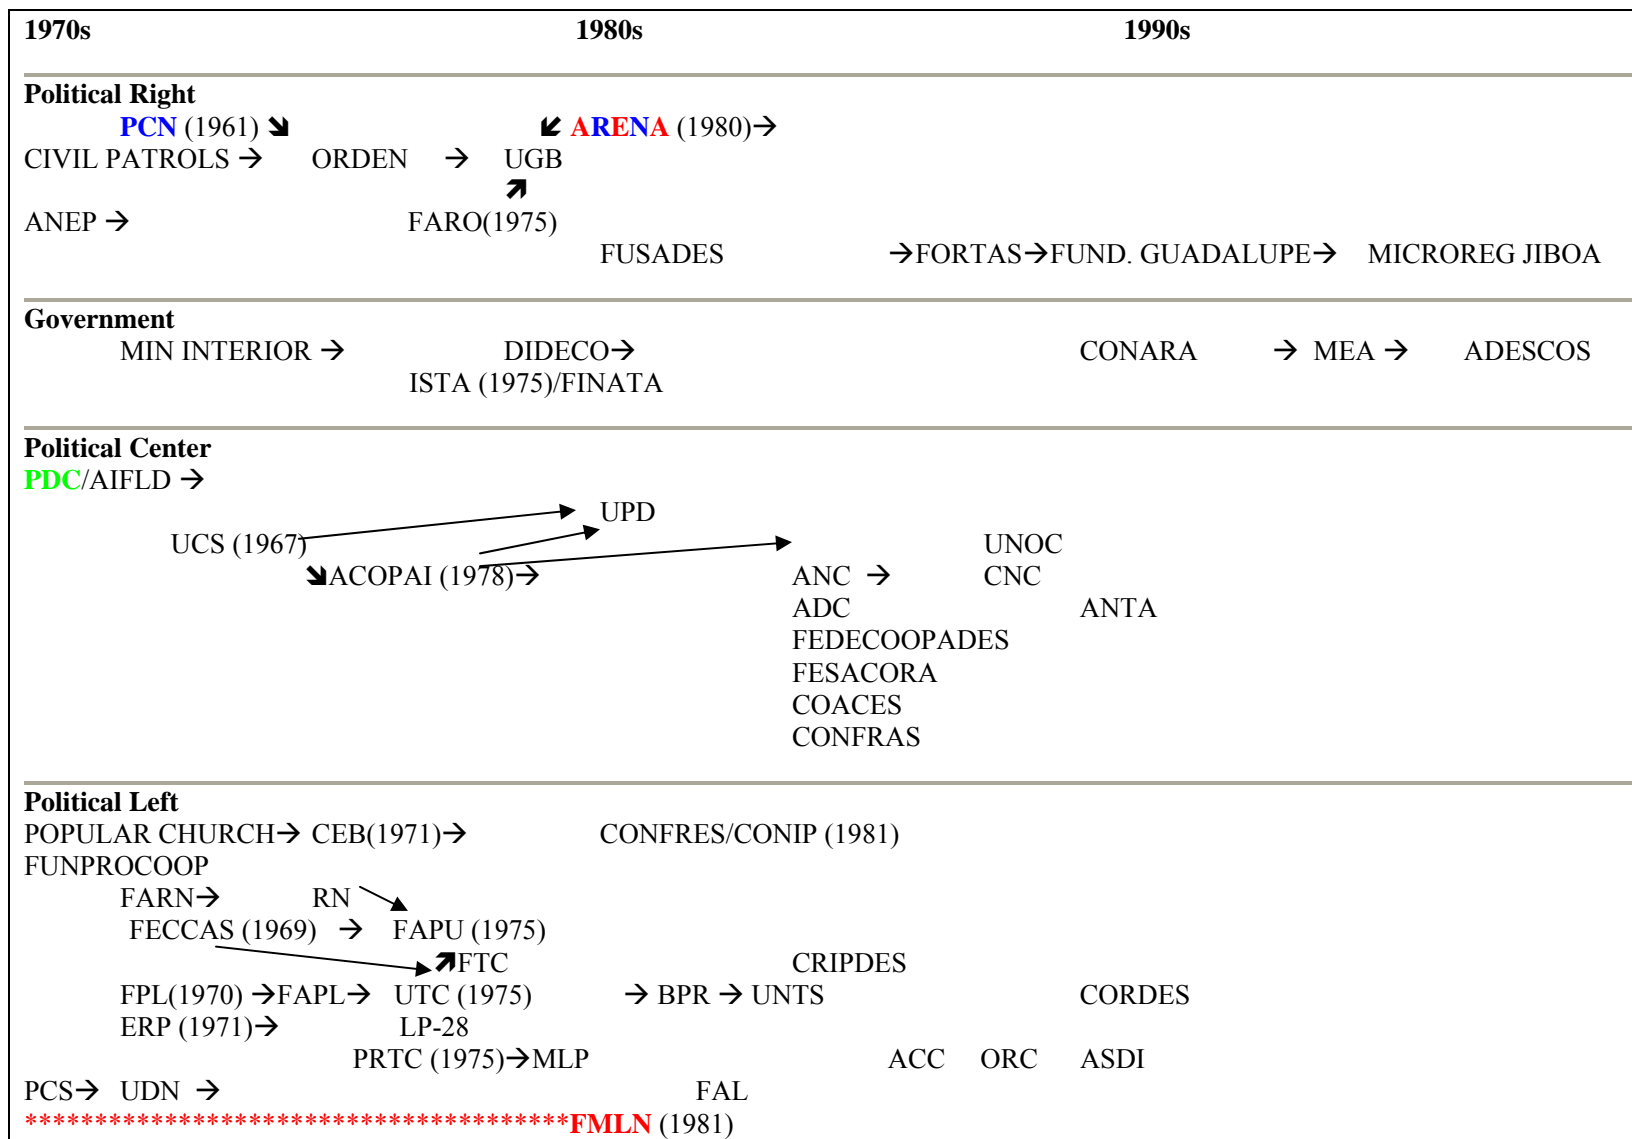 1970s 1980s 1990s
Political Right
PCN (1961) ↘ ↙ ARENA (1980)→
CIVIL PATROLS → ORDEN → UGB
↗
ANEP → FARO(1975)
FUSADES →FORTAS→FUND. GUADALUPE→ MICROREG JIBOA
Government
MIN INTERIOR → DIDECO→ CONARA → MEA → ADESCOS
ISTA (1975)/FINATA
Political Center
PDC/AIFLD →
UPD
UCS (1967) UNOC
↘ACOPAI (1978)→ ANC → CNC
ADC ANTA
FEDECOOPADES
FESACORA
COACES
CONFRAS
Political Left
POPULAR CHURCH→ CEB(1971)→ CONFRES/CONIP (1981)
FUNPROCOOP
FARN→ RN
FECCAS (1969) → FAPU (1975)
↗FTC CRIPDES
FPL(1970) →FAPL→ UTC (1975) → BPR → UNTS CORDES
ERP (1971)→ LP-28
PRTC (1975)→MLP ACC ORC ASDI
PCS→ UDN → FAL
***************************************FMLN (1981)